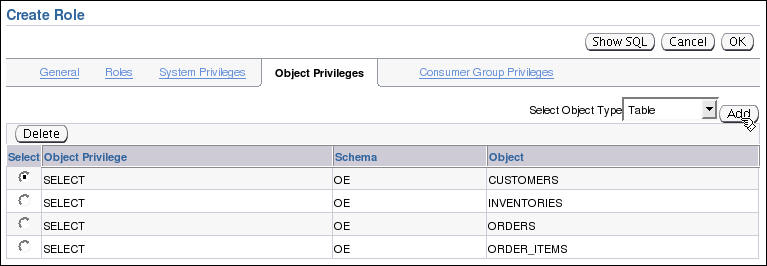 Create Role
Show SQL Cancel OK
General Roles System Privileges Object Privileges Consumer Group Privileges
Select Object Type Table Add
Delete
Select Object Privilege Schema Object
SELECT OE CUSTOMERS
SELECT OE INVENTORIES
SELECT OE ORDERS
SELECT OE ORDER_ITEMS